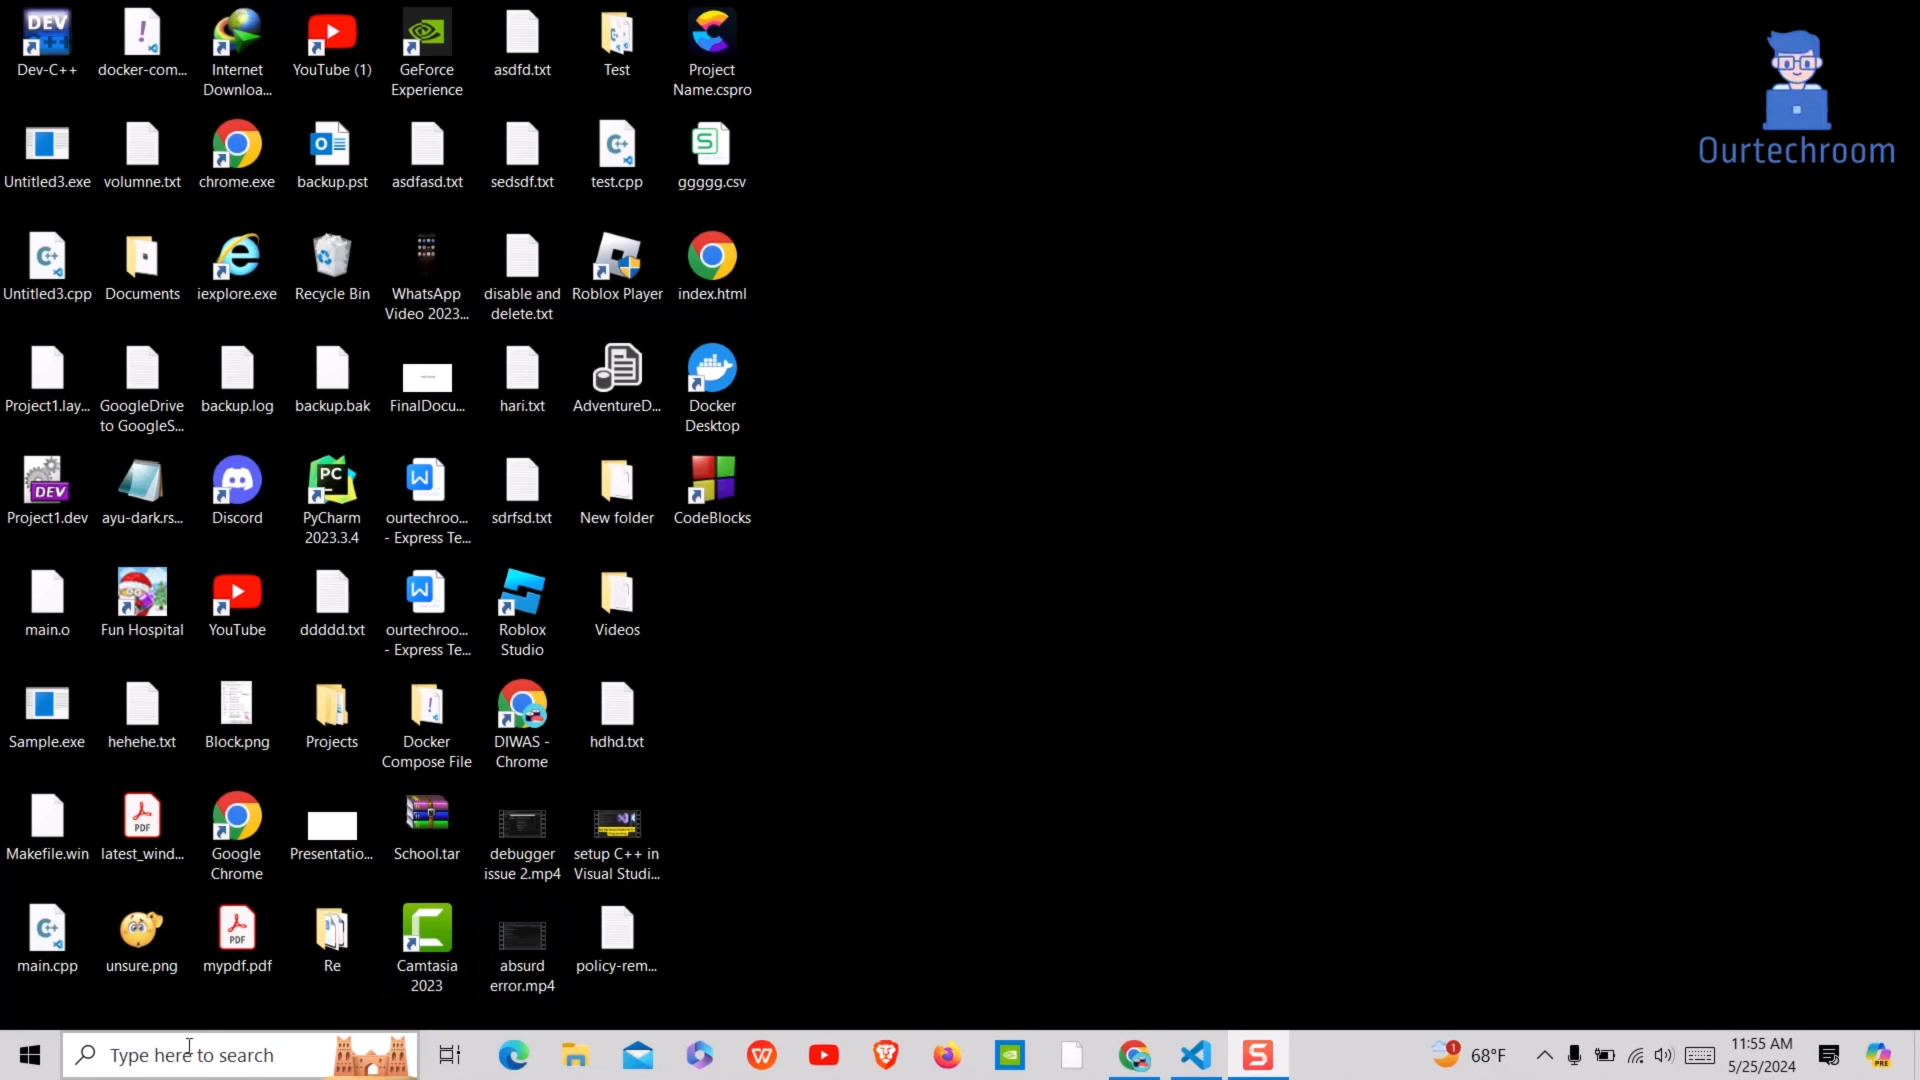 Dev-C++
docker-com...
Internet
Downloa...
YouTube (1)
GeForce
Experience
asdfd.txt
Test
Project
Name.cspro
Untitled3.exe
volumne.txt
chrome.exe
backup.pst
asdfasd.txt
sedsdf.txt
test.cpp
ggggg.csv
Untitled3.cpp
Documents
iexplore.exe
Recycle Bin
WhatsApp
Video 2023...
disable and
delete.txt
Roblox Player
index.html
Project1.lay...
GoogleDrive
to GoogleS...
backup.log
backup.bak
FinalDocu...
hari.txt
AdventureD...
Docker
Desktop
Project1.dev
ayu-dark.rs...
Discord
PyCharm
2023.3.4
ourtechroo...
- Express Te...
sdrfsd.txt
New folder
CodeBlocks
main.o
Fun Hospital
YouTube
ddddd.txt
ourtechroo...
- Express Te...
Roblox
Studio
Videos
Sample.exe
hehehe.txt
Block.png
Projects
Docker
Compose File
DIWAS -
Chrome
hdhd.txt
Makefile.win
latest_wind...
Google
Chrome
Presentatio...
School.tar
debugger
issue 2.mp4
setup C++ in
Visual Studi...
main.cpp
unsure.png
mypdf.pdf
Re
Camtasia
2023
absurd
error.mp4
policy-rem...
Ourtechroom
Type here to search
68°F
11:55 AM
5/25/2024